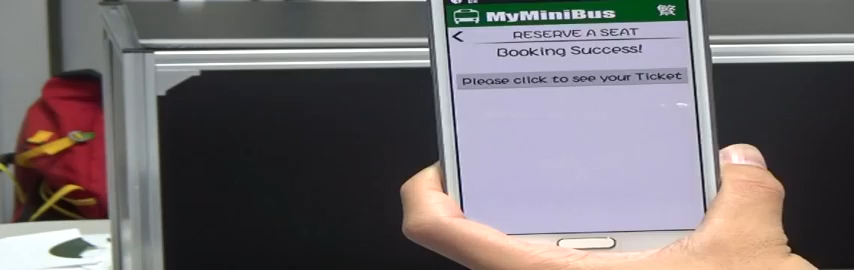 MyMiniBus 繁
< RESERVE A SEAT
Booking Success!
Please click to see your Ticket